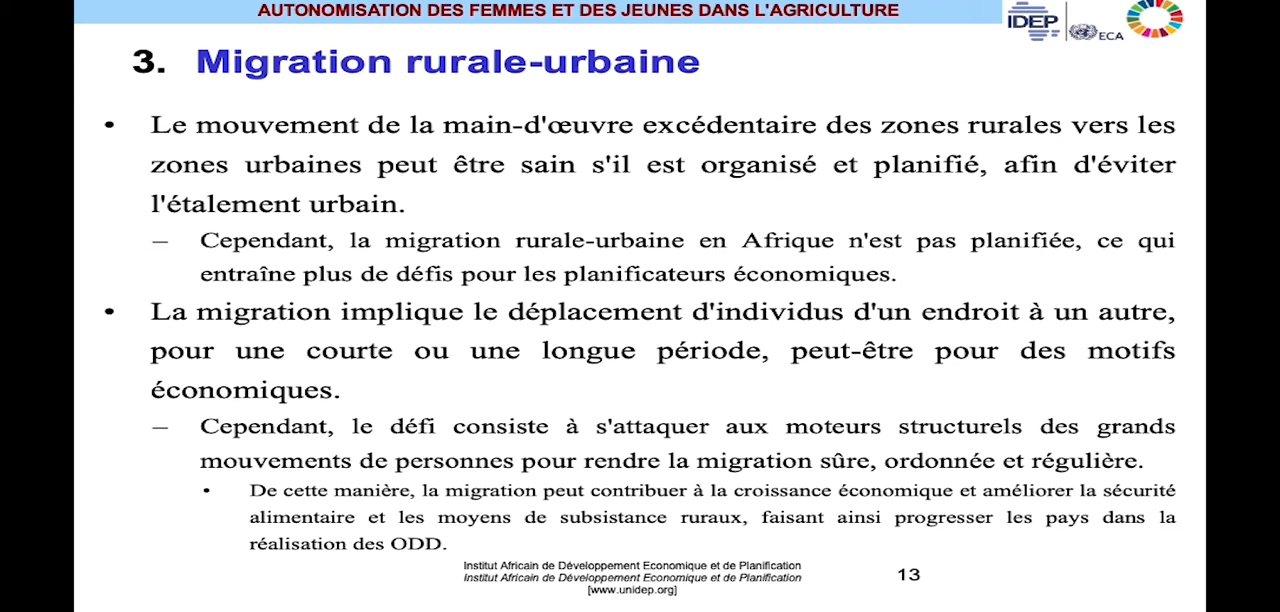 AUTONOMISATION DES FEMMES ET DES JEUNES DANS L'AGRICULTURE
IDEP
ECA
3. Migration rurale-urbaine
• Le mouvement de la main-d'œuvre excédentaire des zones rurales vers les
zones urbaines peut être sain s'il est organisé et planifié, afin d'éviter
l'étalement urbain.
– Cependant, la migration rurale-urbaine en Afrique n'est pas planifiée, ce qui
entraîne plus de défis pour les planificateurs économiques.
• La migration implique le déplacement d'individus d'un endroit à un autre,
pour une courte ou une longue période, peut-être pour des motifs
économiques.
– Cependant, le défi consiste à s'attaquer aux moteurs structurels des grands
mouvements de personnes pour rendre la migration sûre, ordonnée et régulière.
• De cette manière, la migration peut contribuer à la croissance économique et améliorer la sécurité
alimentaire et les moyens de subsistance ruraux, faisant ainsi progresser les pays dans la
réalisation des ODD.
Institut Africain de Développement Economique et de Planification
Institut Africain de Développement Economique et de Planification
[www.unidep.org]
13